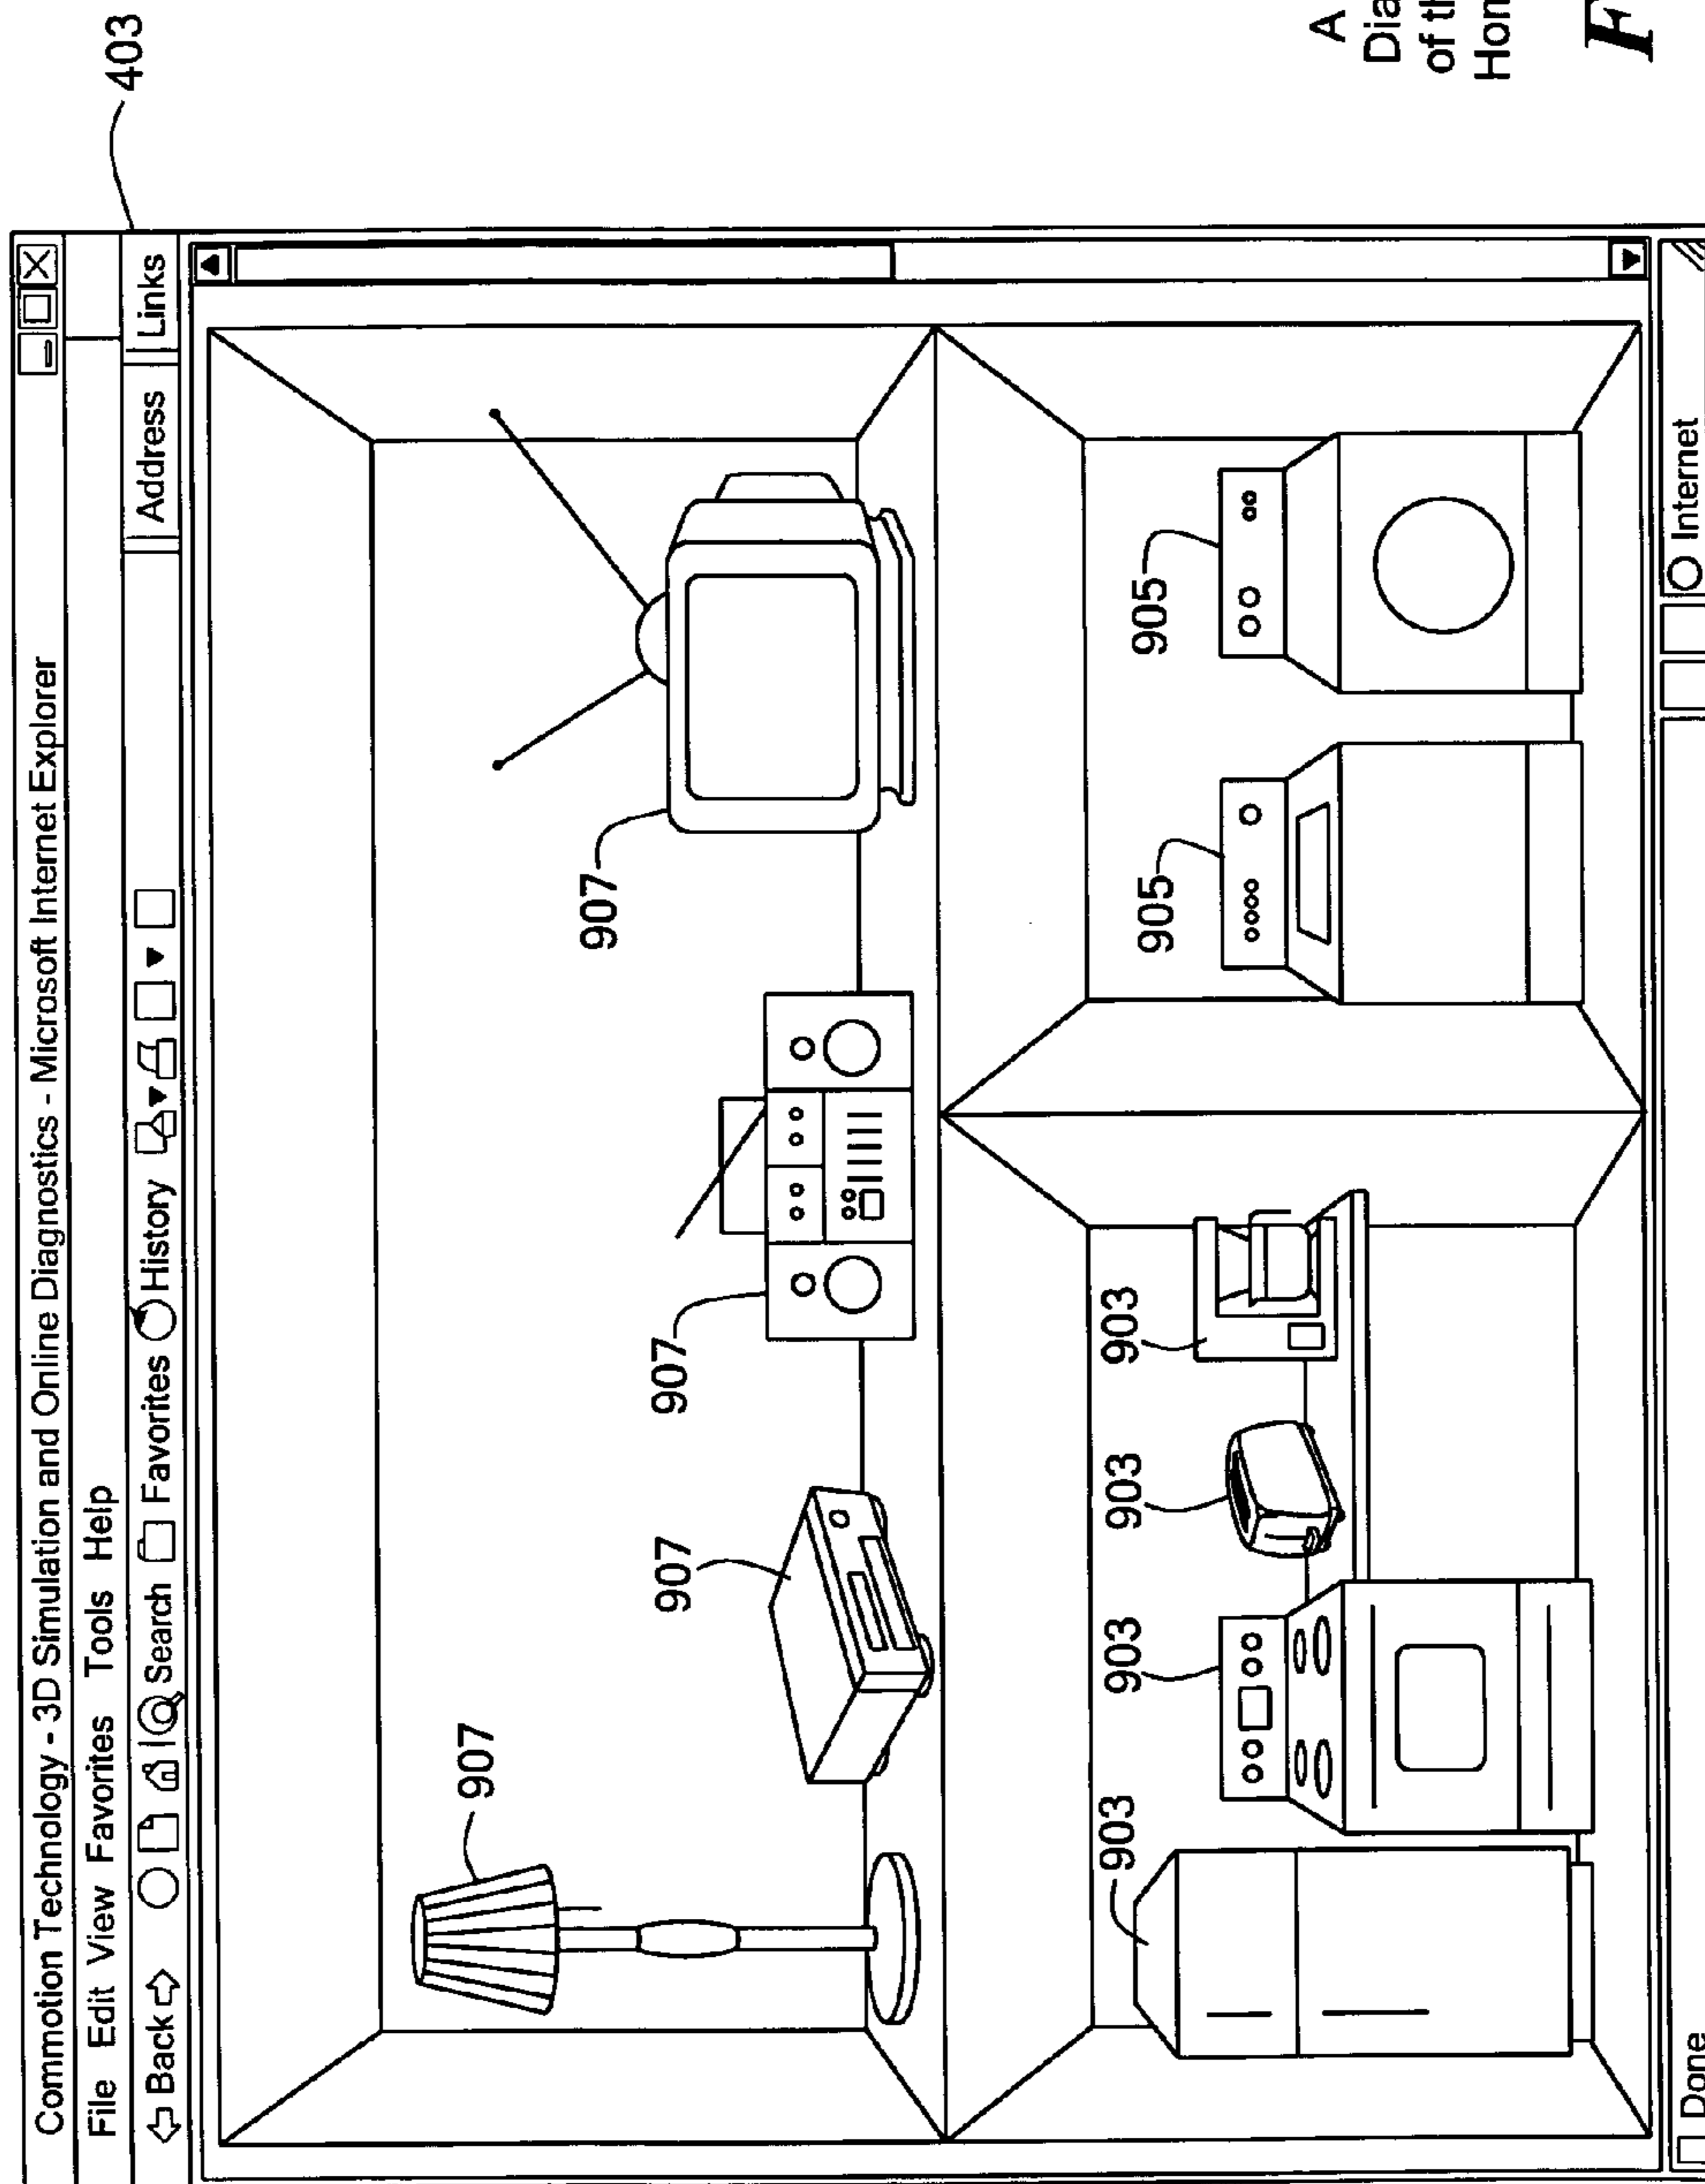 403
Commotion Technology - 3D Simulation and Online Diagnostics - Microsoft Internet Explorer
File Edit View Favorites Tools Help
Back Search Favorites History Address Links
907
907
907
907
903
903
903
903
905
905
Done Internet
A
of